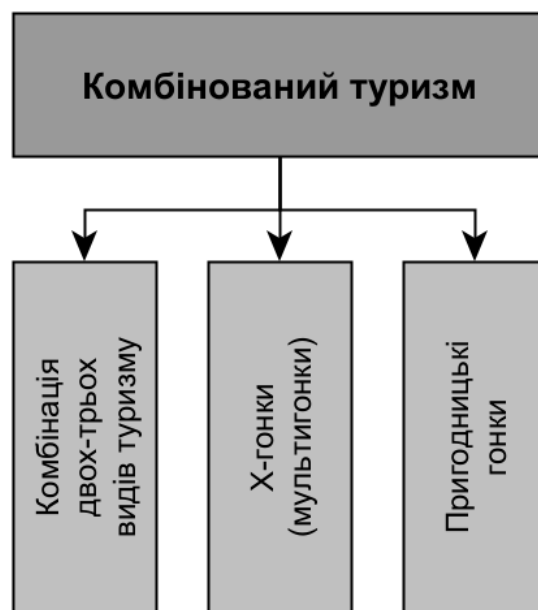 Комбінований туризм
Комбінація
двох-трьох
видів туризму
Х-гонки
(мультигонки)
Пригодницькі
гонки